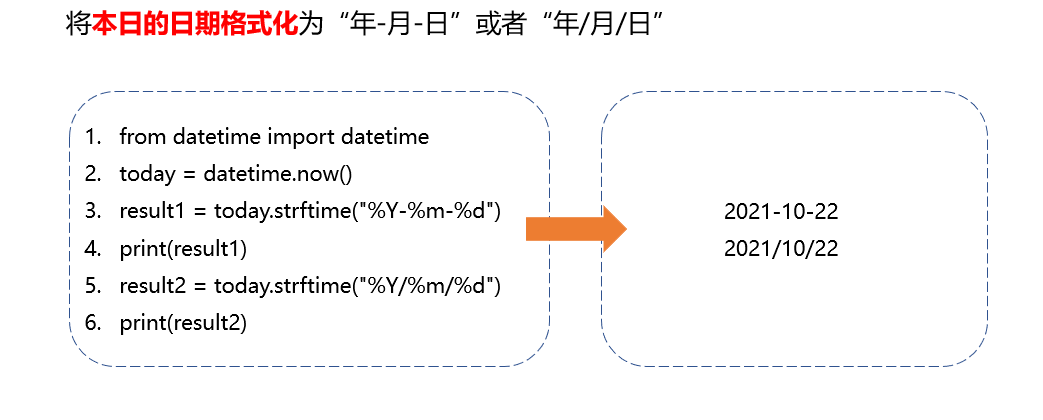 将本日的日期格式化为“年-月-日”或者“年/月/日”
1. from datetime import datetime
2. today = datetime.now()
3. result1 = today.strftime("%Y-%m-%d")
4. print(result1)
5. result2 = today.strftime("%Y/%m/%d")
6. print(result2)
2021-10-22
2021/10/22